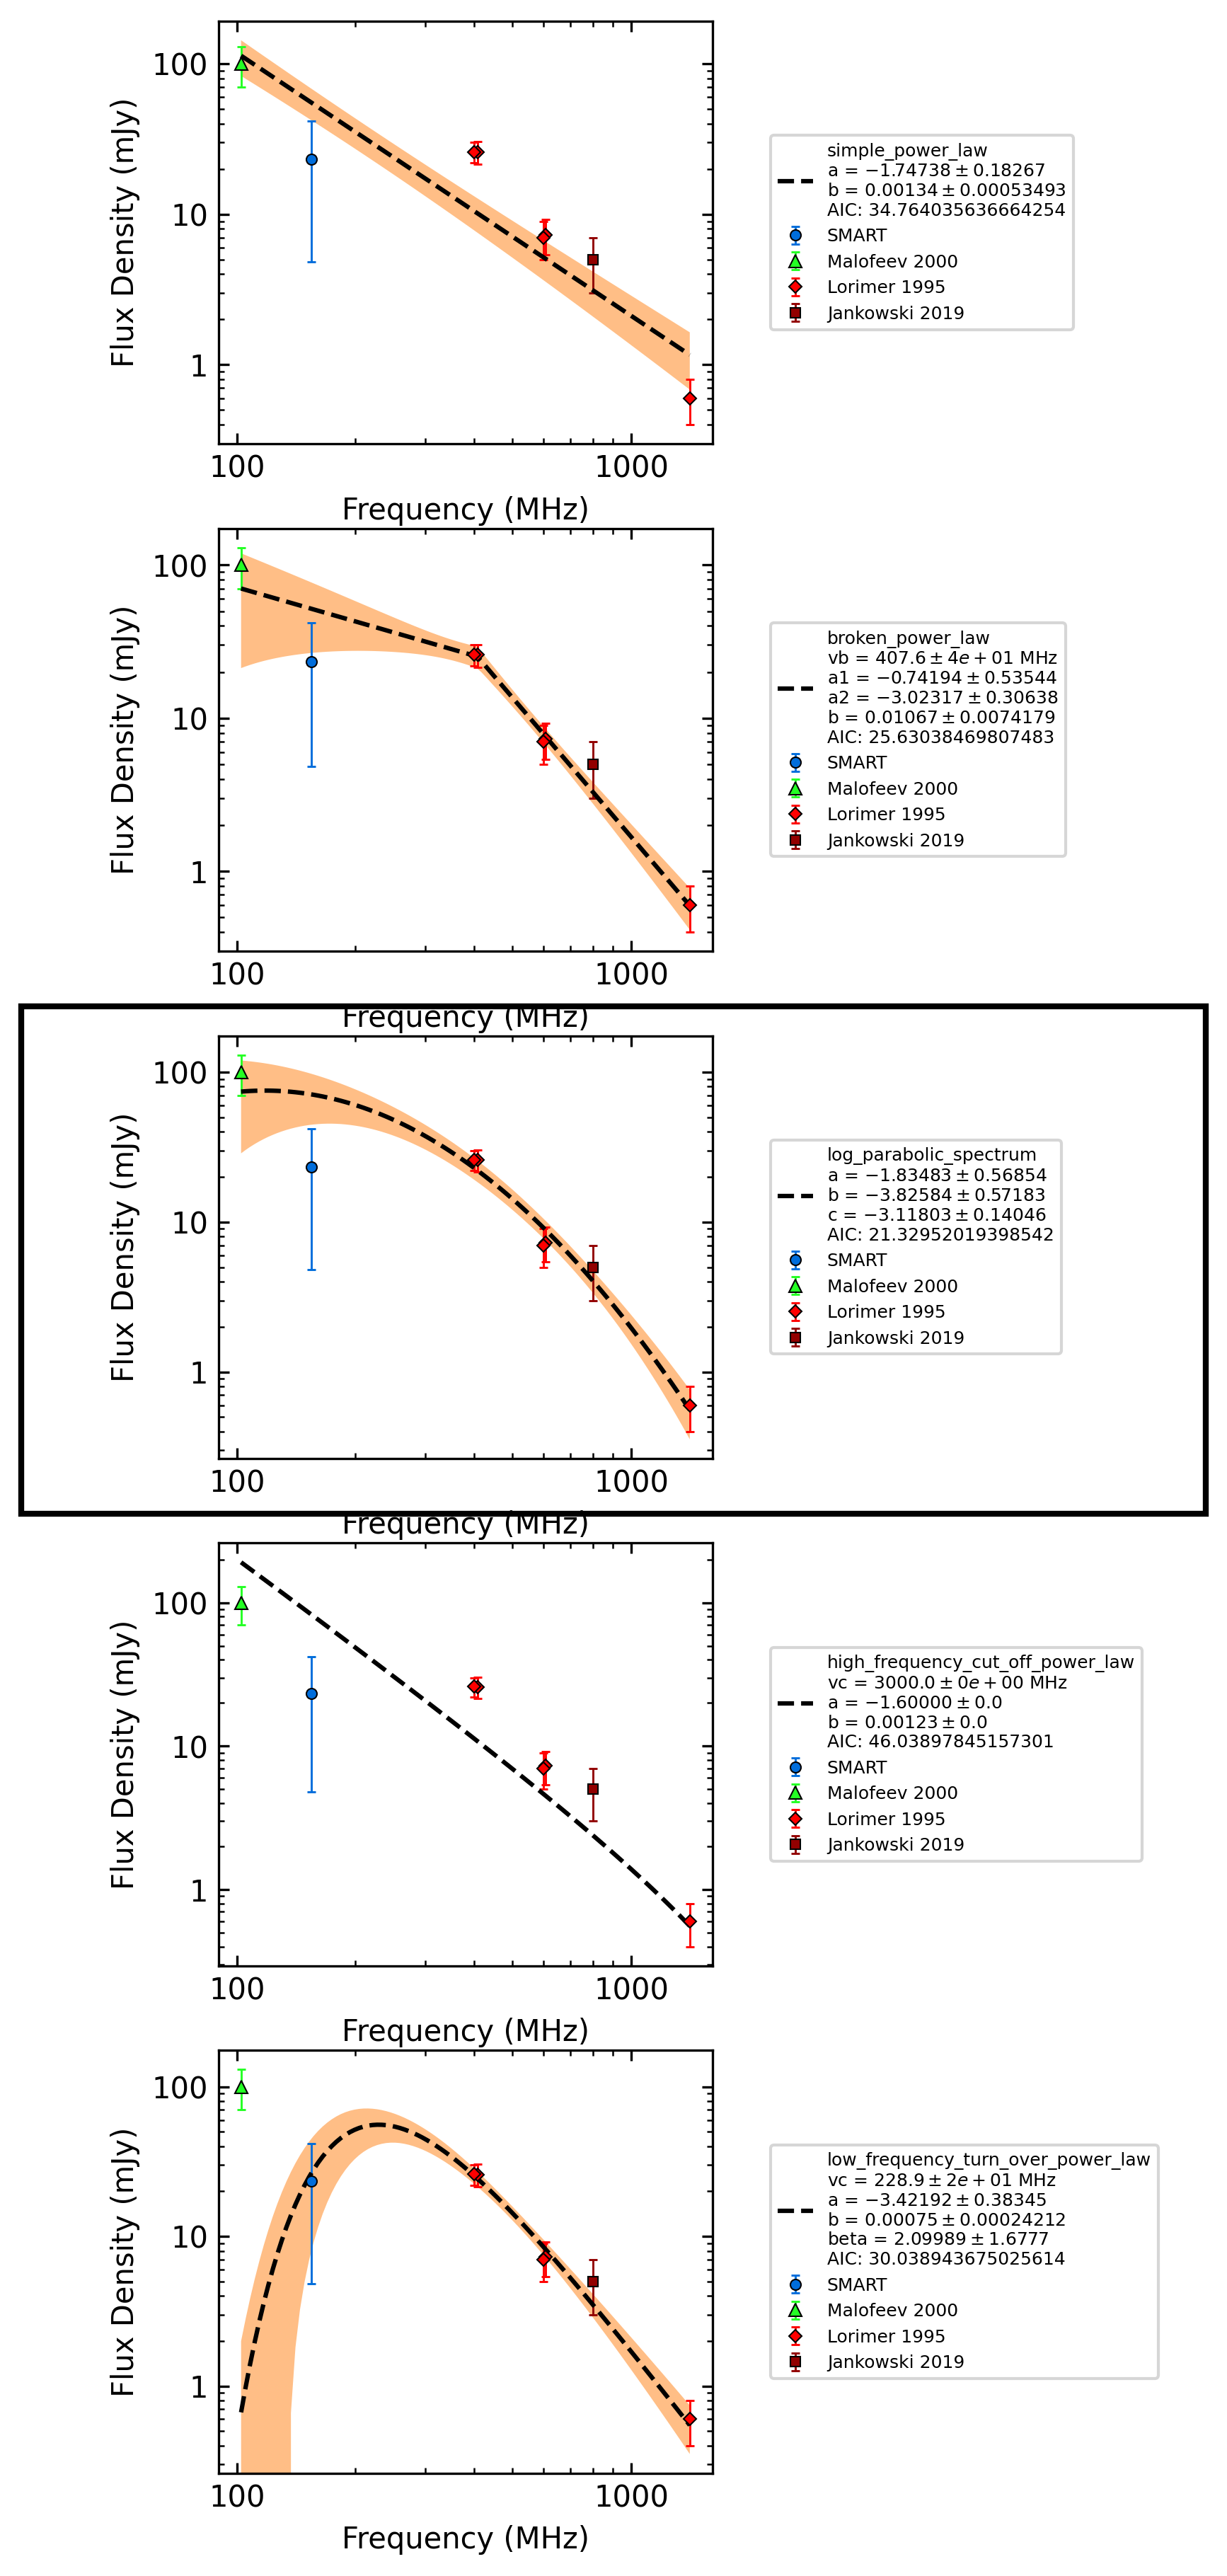 100
10
1
Flux Density (mJy)
100
1000
Frequency (MHz)
simple_power_law
a = −1.74738 ± 0.18267
b = 0.00134 ± 0.00053493
AIC: 34.764035636664254
SMART
Malofeev 2000
Lorimer 1995
Jankowski 2019
100
10
1
Flux Density (mJy)
100
1000
Frequency (MHz)
broken_power_law
vb = 407.6 ± 4e + 01 MHz
a1 = −0.74194 ± 0.53544
a2 = −3.02317 ± 0.30638
b = 0.01067 ± 0.0074179
AIC: 25.63038469807483
SMART
Malofeev 2000
Lorimer 1995
Jankowski 2019
100
10
1
Flux Density (mJy)
100
1000
Frequency (MHz)
log_parabolic_spectrum
a = −1.83483 ± 0.56854
b = −3.82584 ± 0.57183
c = −3.11803 ± 0.14046
AIC: 21.32952019398542
SMART
Malofeev 2000
Lorimer 1995
Jankowski 2019
100
10
1
Flux Density (mJy)
100
1000
Frequency (MHz)
high_frequency_cut_off_power_law
vc = 3000.0 ± 0e + 00 MHz
a = −1.60000 ± 0.0
b = 0.00123 ± 0.0
AIC: 46.03897845157301
SMART
Malofeev 2000
Lorimer 1995
Jankowski 2019
100
10
1
Flux Density (mJy)
100
1000
Frequency (MHz)
low_frequency_turn_over_power_law
vc = 228.9 ± 2e + 01 MHz
a = −3.42192 ± 0.38345
b = 0.00075 ± 0.00024212
beta = 2.09989 ± 1.6777
AIC: 30.038943675025614
SMART
Malofeev 2000
Lorimer 1995
Jankowski 2019